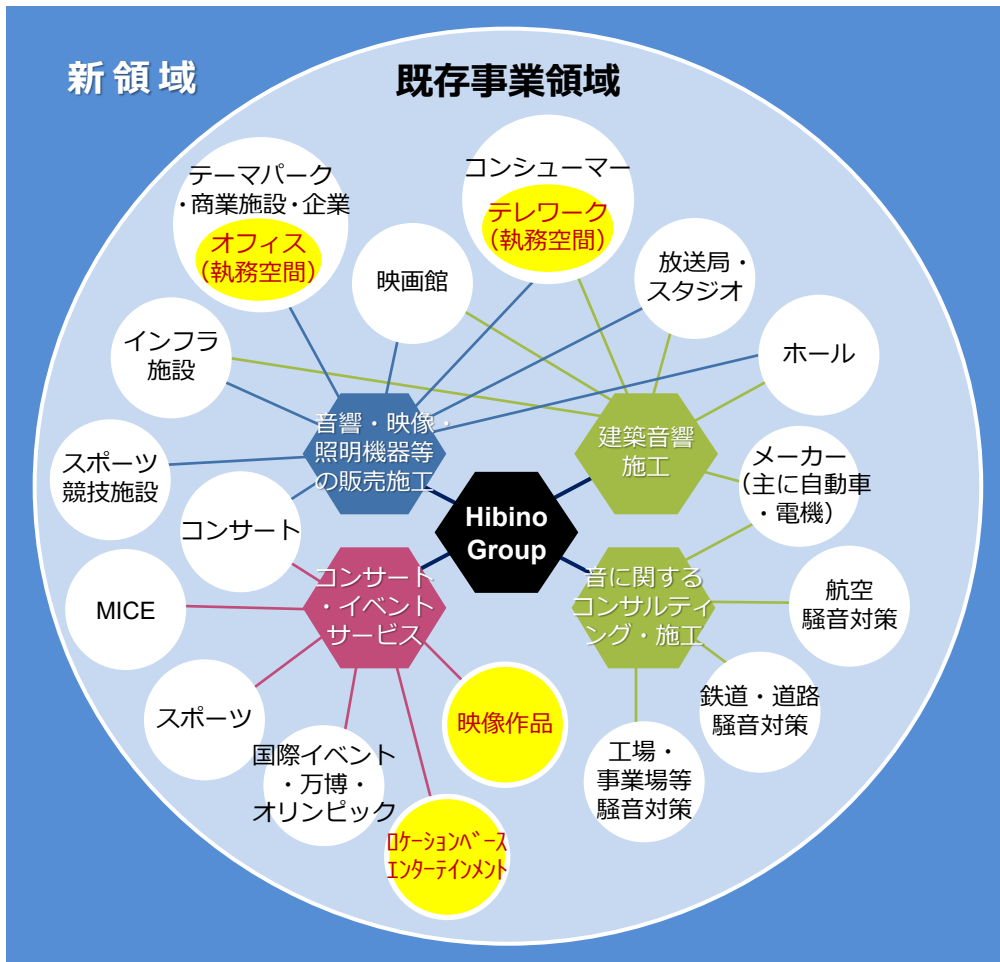 新領域
既存事業領域
テーマパーク
・商業施設・企業
オフィス
(執務空間)
コンシューマー
テレワーク
(執務空間)
映画館
放送局・
スタジオ
インフラ
施設
ホール
音響・映像・
照明機器等
の販売施工
建築音響
施工
スポーツ
競技施設
メーカー
(主に自動車
・電機)
コンサート
Hibino
Group
MICE
コンサート
・イベント
サービス
音に関する
コンサルティ
ング・施工
航空
騒音対策
スポーツ
映像作品
鉄道・道路
騒音対策
国際イベント
・万博・
オリンピック
工場・
事業場等
騒音対策
ﾛｹｰｼｮﾝﾍﾞｰｽ
ｴﾝﾀｰﾃｲﾝﾒﾝﾄ